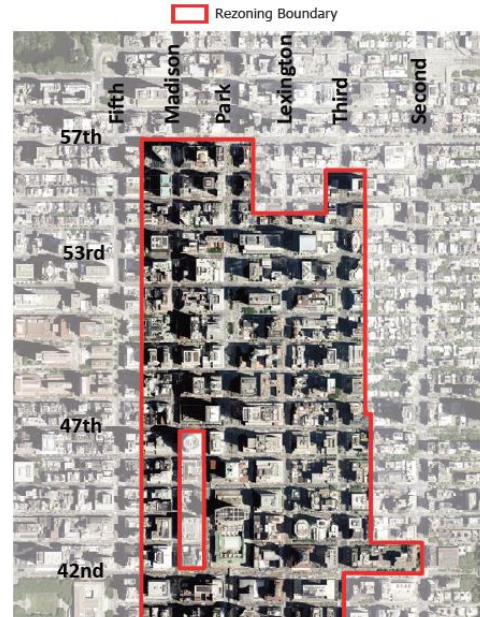 Rezoning Boundary
Fifth
Madison
Park
Lexington
Third
Second
57th
53rd
47th
42nd